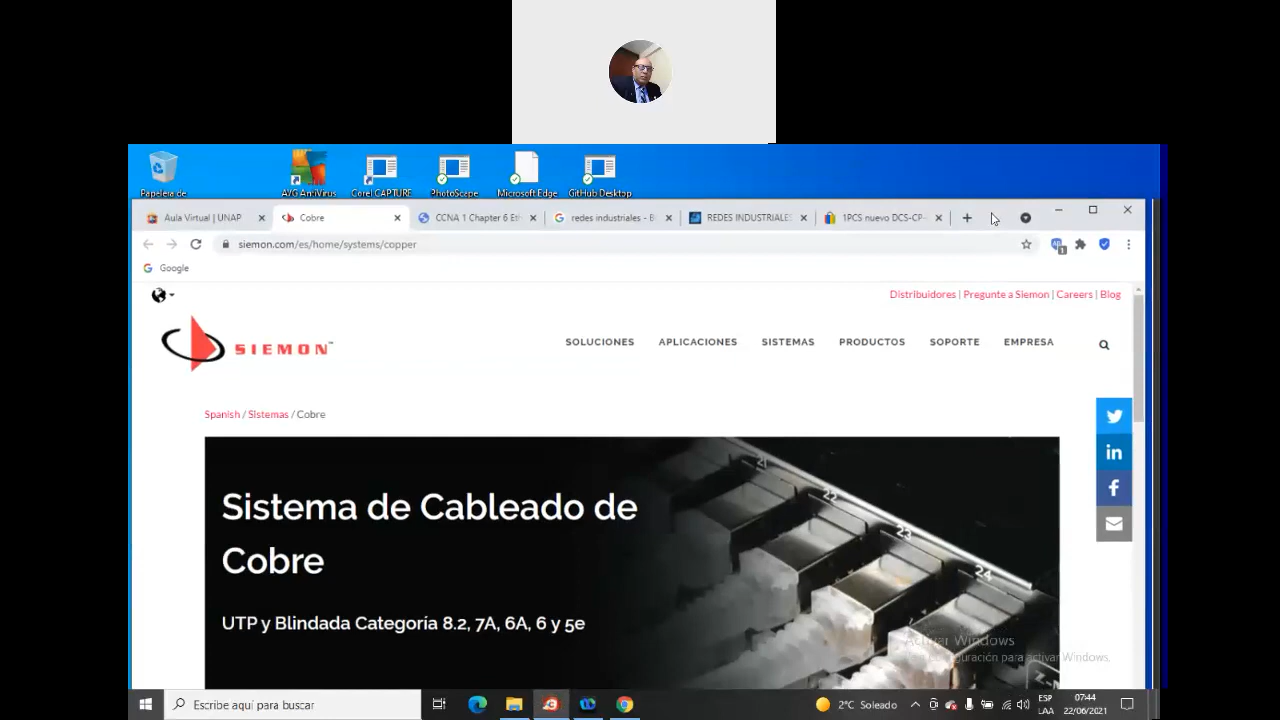 Papelera de
AVG AntiVirus
Corel CAPTURE
PhotoScape
Microsoft Edge
GitHub Desktop
Aula Virtual | UNAP
Cobre
CCNA 1 Chapter 6 Eth
redes industriales - B
REDES INDUSTRIALES
1PCS nuevo DCS-CP-
siemon.com/es/home/systems/copper
Google
Distribuidores | Pregunte a Siemon | Careers | Blog
SIEMON
SOLUCIONES
APLICACIONES
SISTEMAS
PRODUCTOS
SOPORTE
EMPRESA
Spanish / Sistemas / Cobre
Sistema de Cableado de
Cobre
UTP y Blindada Categoría 8.2, 7A, 6A, 6 y 5e
21
22
23
24
Activar Windows
configuración para activar Windows.
Escribe aquí para buscar
2°C Soleado
ESP
LAA
07:44
22/06/2021